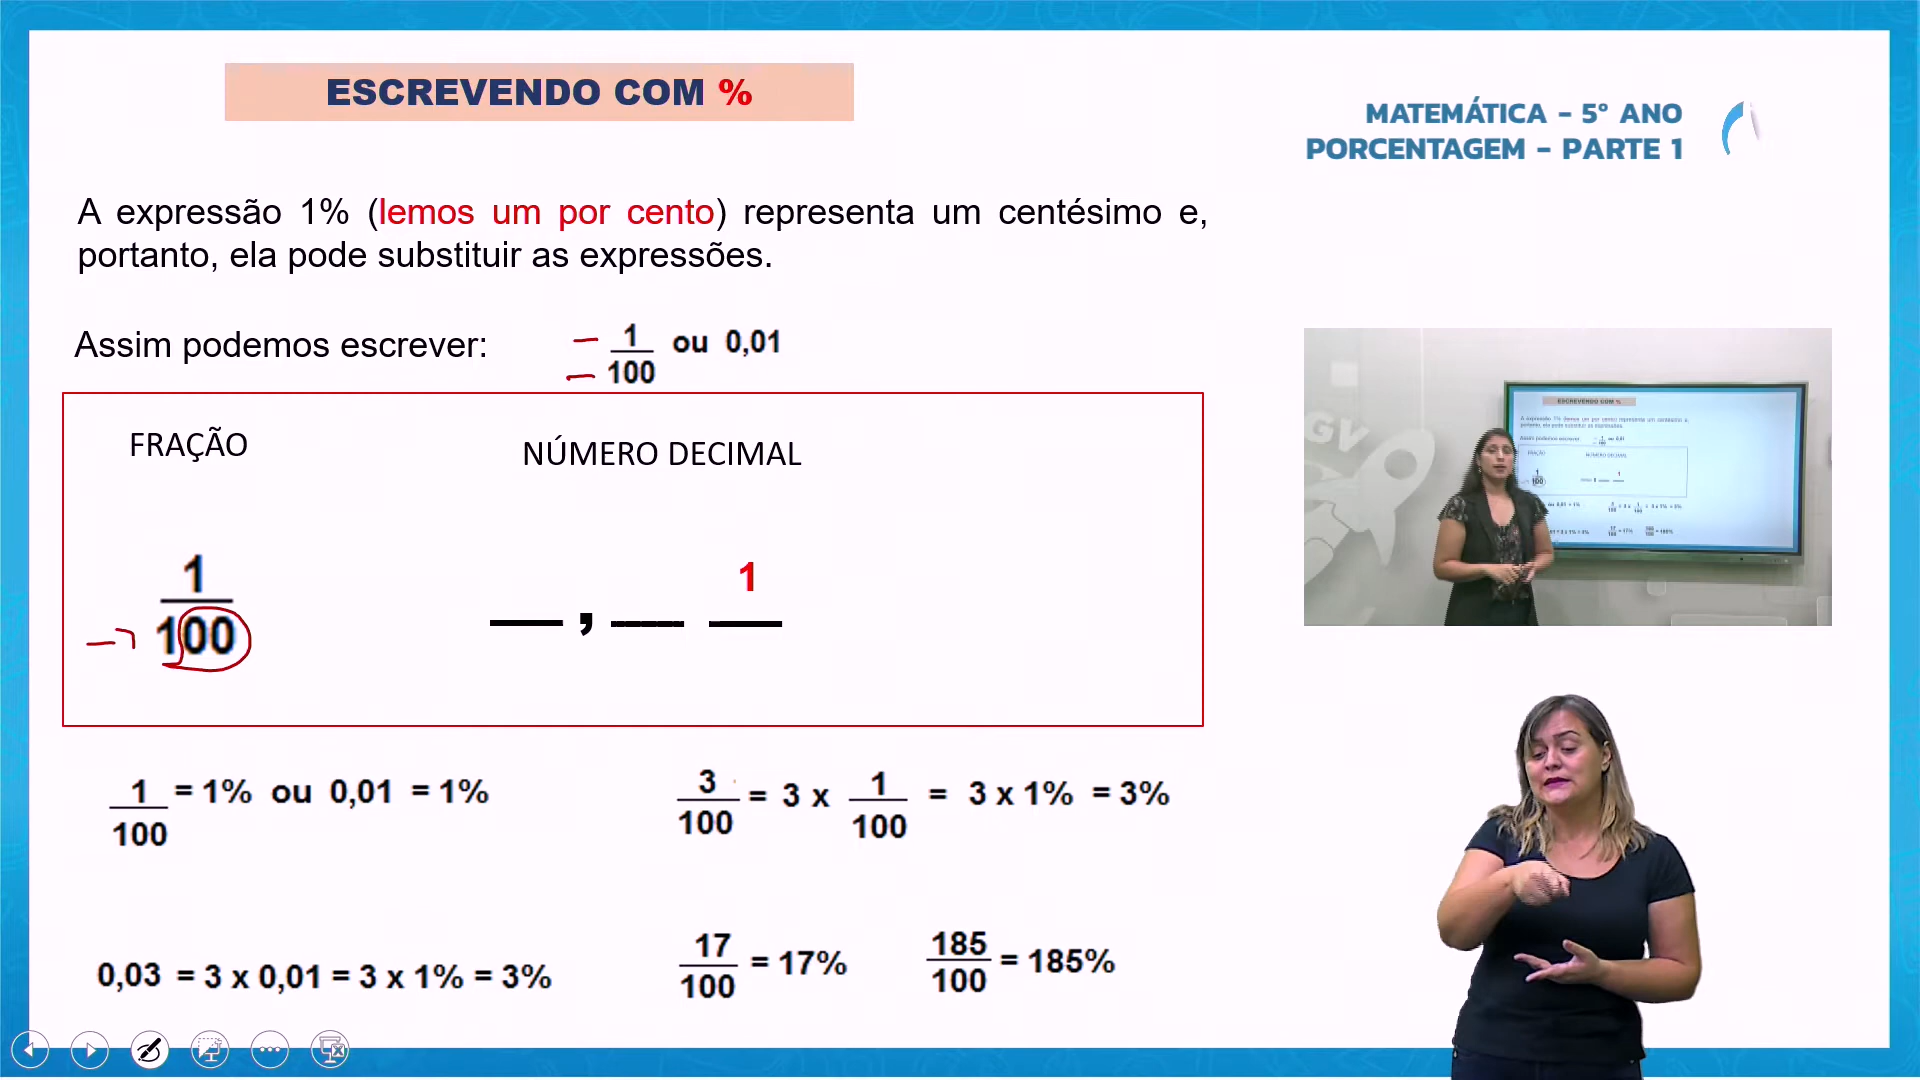 ESCREVENDO COM %
MATEMÁTICA - 5º ANO
PORCENTAGEM - PARTE 1
A expressão 1% (lemos um por cento) representa um centésimo e,
portanto, ela pode substituir as expressões.
Assim podemos escrever: 1/100 ou 0,01
FRAÇÃO
NÚMERO DECIMAL
1/100
__ , __ 1
1/100 = 1% ou 0,01 = 1%
3/100 = 3 x 1/100 = 3 x 1% = 3%
0,03 = 3 x 0,01 = 3 x 1% = 3%
17/100 = 17%
185/100 = 185%